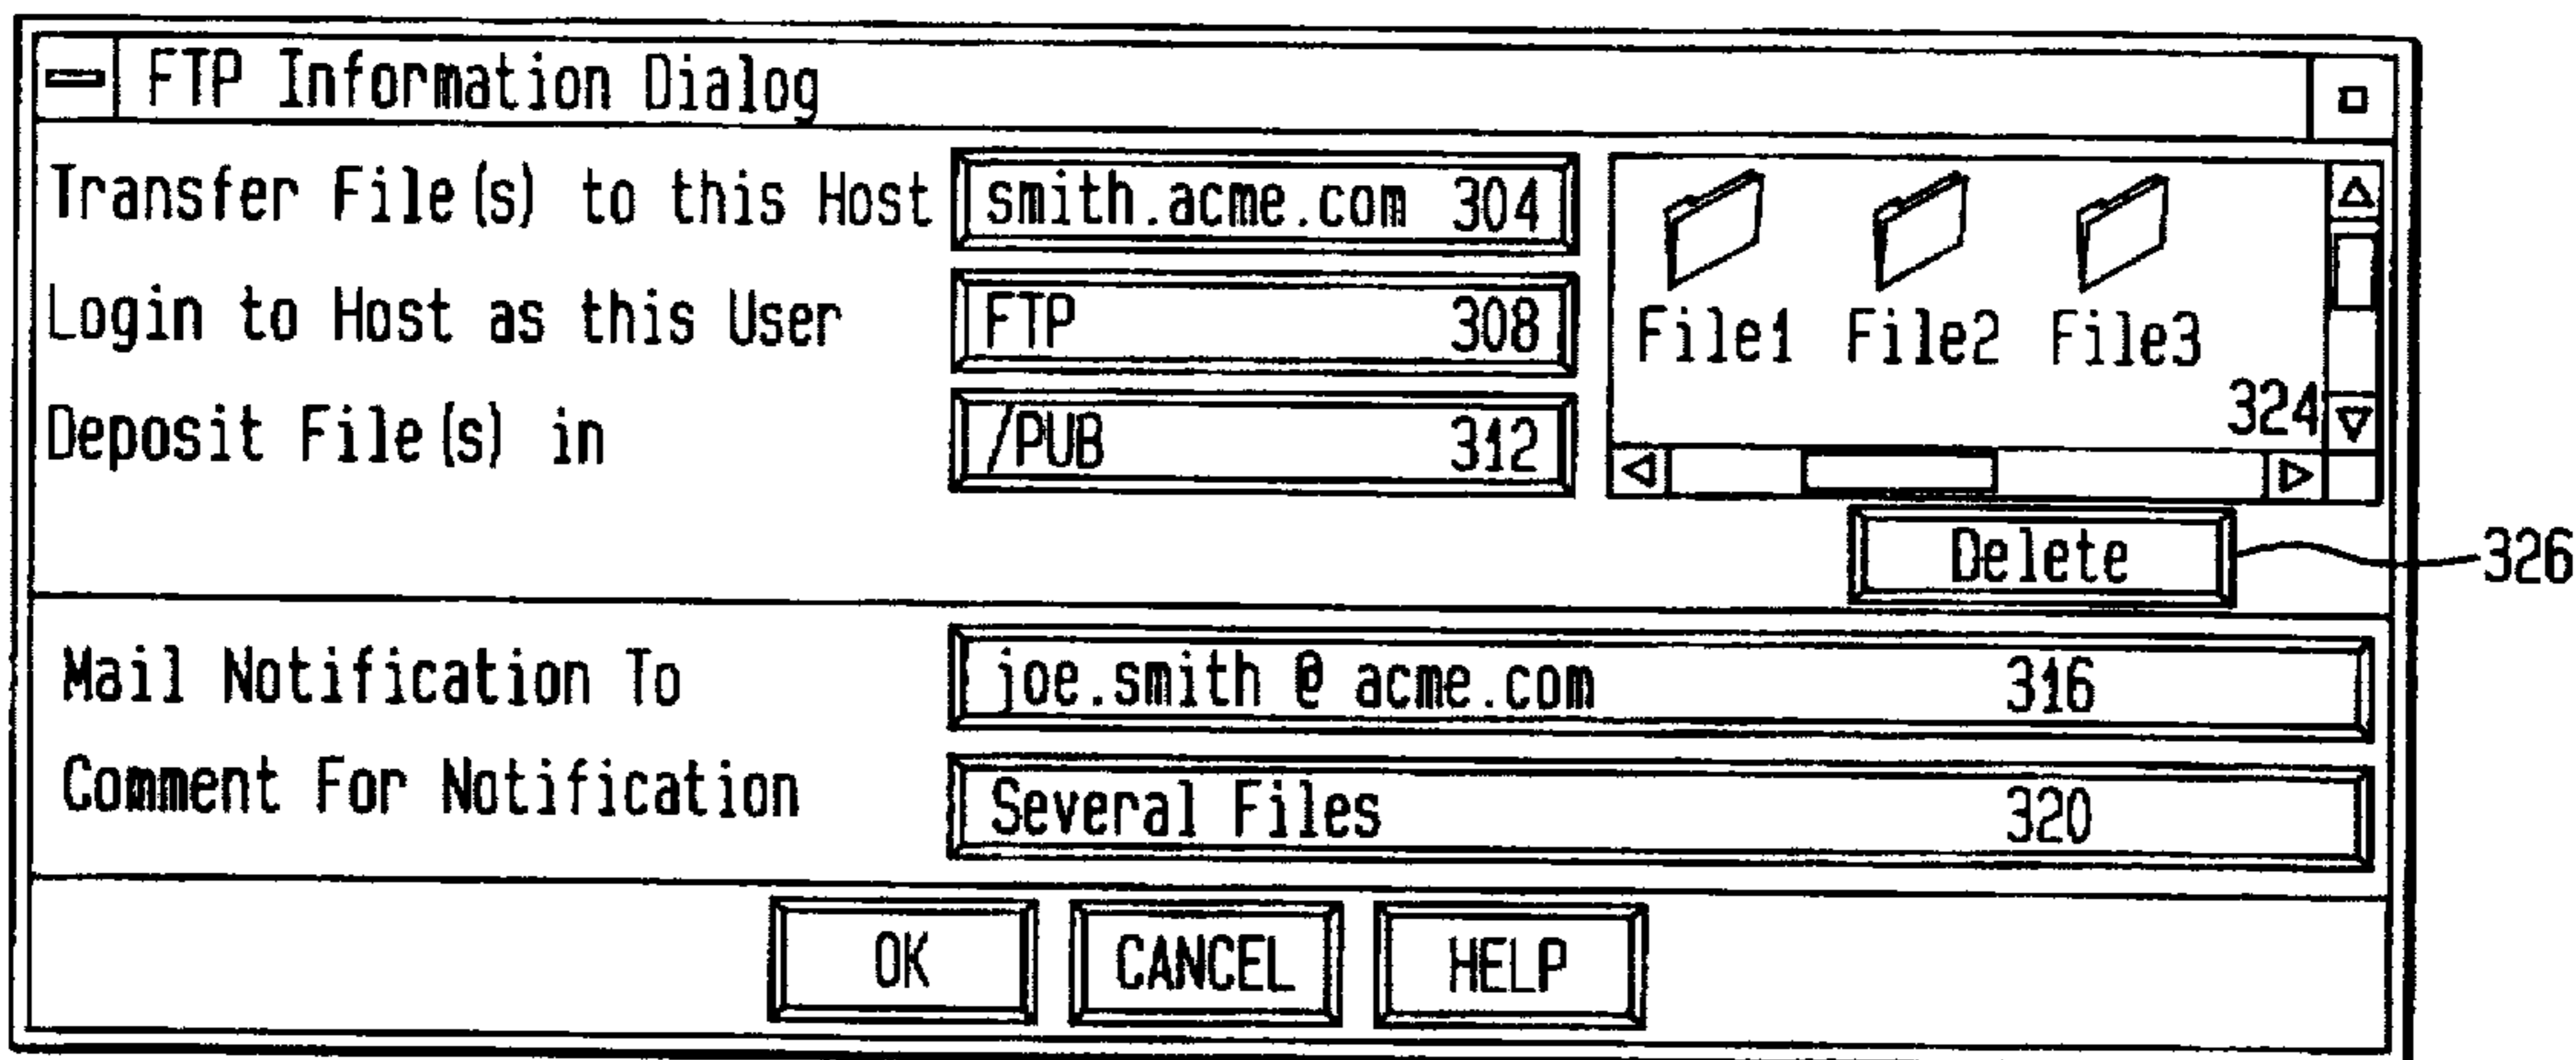 FTP Information Dialog
Transfer File(s) to this Host smith.acme.com 304
Login to Host as this User FTP 308
Deposit File(s) in /PUB 312
File1 File2 File3
324
Delete
326
Mail Notification To joe.smith @ acme.com 316
Comment For Notification Several Files 320
OK CANCEL HELP